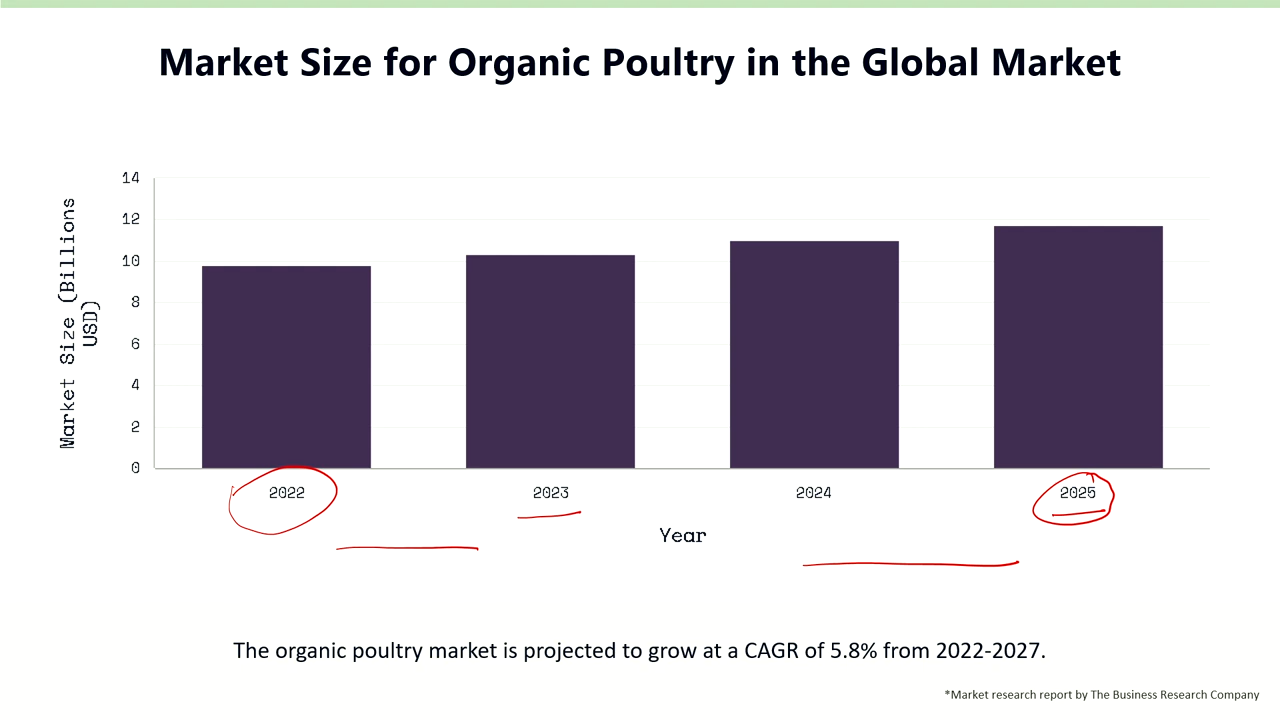 Market Size for Organic Poultry in the Global Market
Market Size (Billions
USD)
14
12
10
8
6
4
2
0
2022 2023 2024 2025
Year
The organic poultry market is projected to grow at a CAGR of 5.8% from 2022-2027.
*Market research report by The Business Research Company